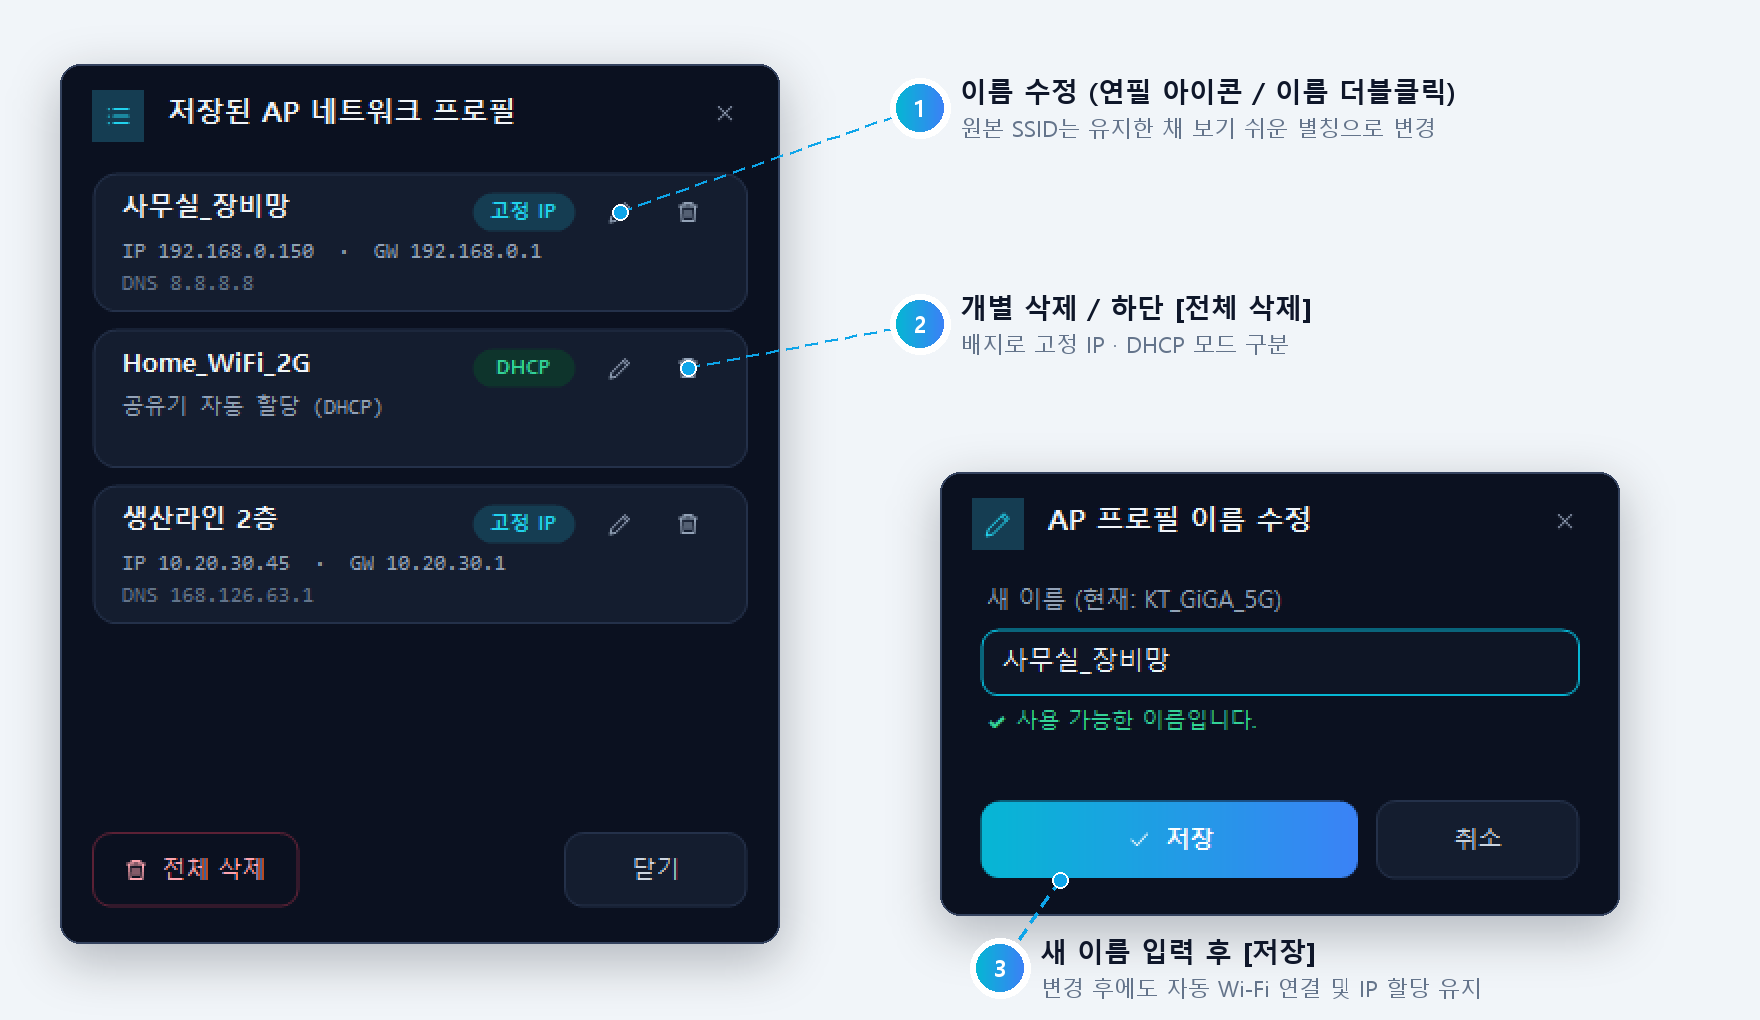 저장된 AP 네트워크 프로필
사무실_장비망
고정 IP
IP 192.168.0.150 · GW 192.168.0.1
DNS 8.8.8.8
Home_WiFi_2G
DHCP
공유기 자동 할당 (DHCP)
생산라인 2층
고정 IP
IP 10.20.30.45 · GW 10.20.30.1
DNS 168.126.63.1
전체 삭제
닫기
1
이름 수정 (연필 아이콘 / 이름 더블클릭)
원본 SSID는 유지한 채 보기 쉬운 별칭으로 변경
2
개별 삭제 / 하단 [전체 삭제]
배지로 고정 IP · DHCP 모드 구분
AP 프로필 이름 수정
새 이름 (현재: KT_GiGA_5G)
사무실_장비망
✔ 사용 가능한 이름입니다.
✓ 저장
취소
3
새 이름 입력 후 [저장]
변경 후에도 자동 Wi-Fi 연결 및 IP 할당 유지